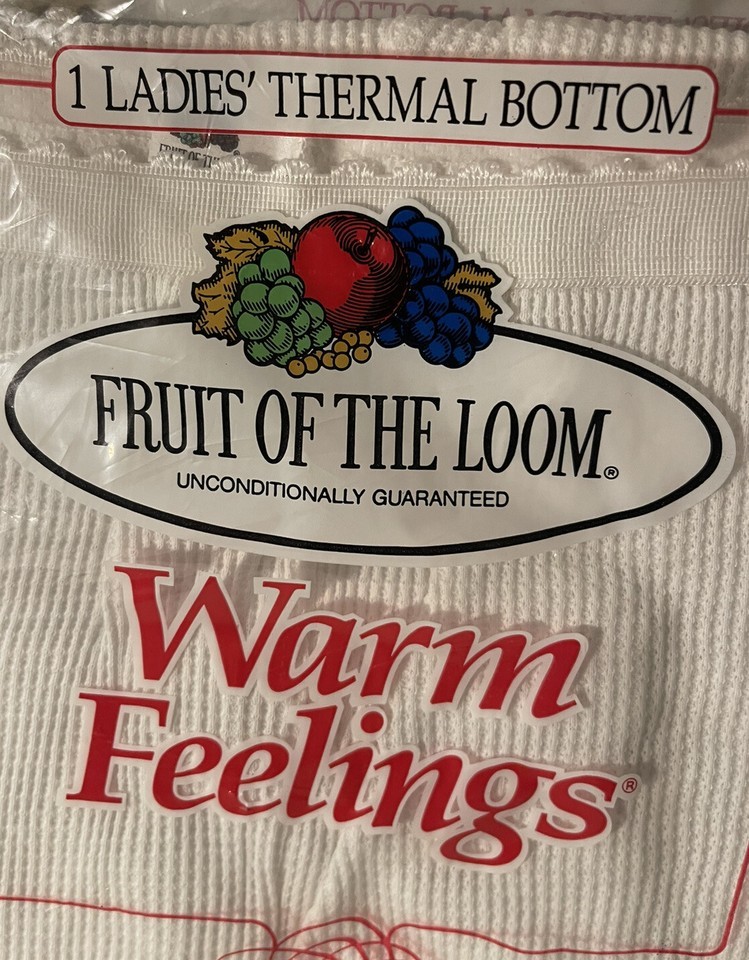 1 LADIES' THERMAL BOTTOM
FRUIT OF THE LOOM®
UNCONDITIONALLY GUARANTEED
Warm
Feelings®